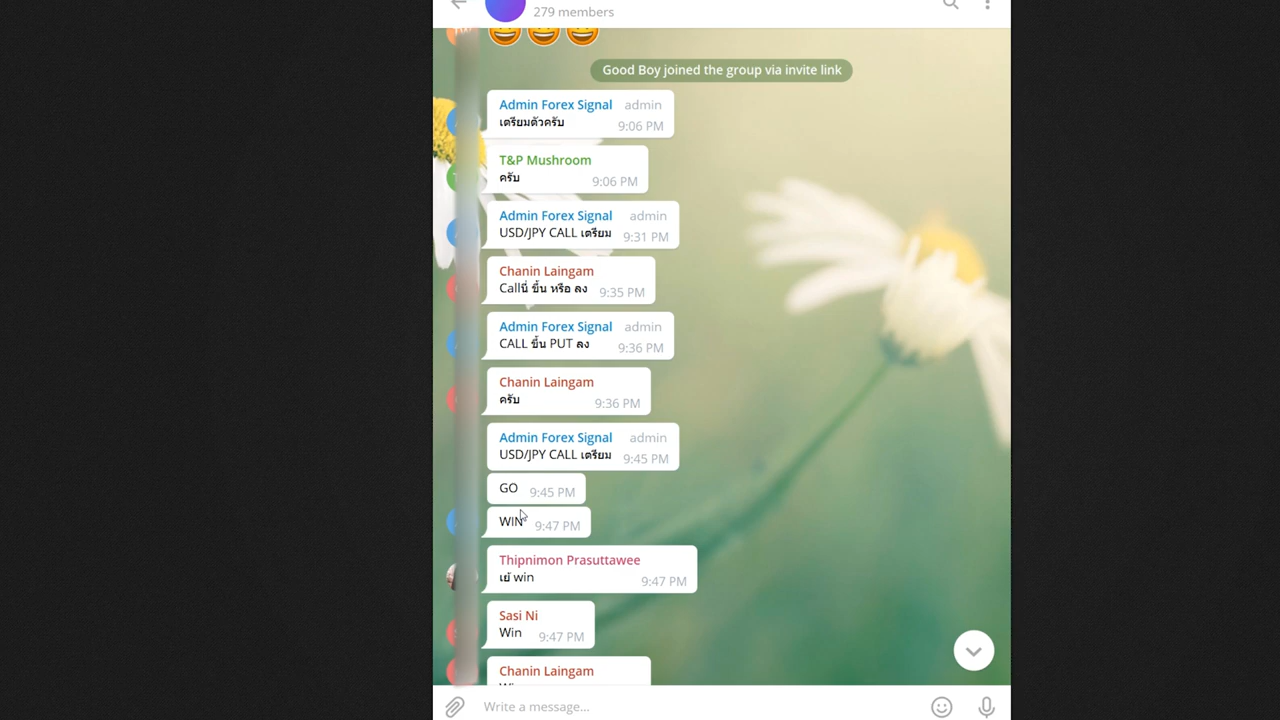 279 members
Good Boy joined the group via invite link
Admin Forex Signal admin
เตรียมตัวครับ 9:06 PM
T&P Mushroom
ครับ 9:06 PM
Admin Forex Signal admin
USD/JPY CALL เตรียม 9:31 PM
Chanin Laingam
Callนี่ ขึ้น หรือ ลง 9:35 PM
Admin Forex Signal admin
CALL ขึ้น PUT ลง 9:36 PM
Chanin Laingam
ครับ 9:36 PM
Admin Forex Signal admin
USD/JPY CALL เตรียม 9:45 PM
GO 9:45 PM
WIN 9:47 PM
Thipnimon Prasuttawee
เย้ win 9:47 PM
Sasi Ni
Win 9:47 PM
Chanin Laingam
Write a message...